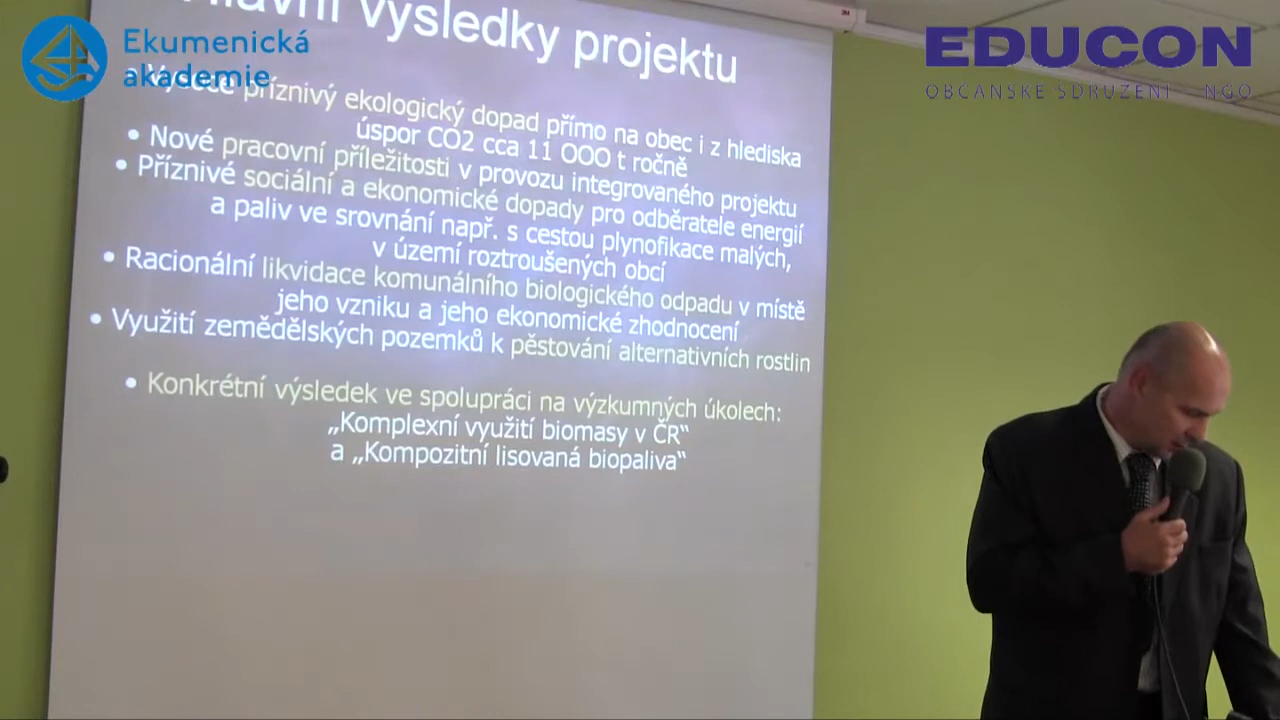 Ekumenická
akademie
EDUCON
OBČANSKÉ SDRUŽENÍ - NGO
Hlavní výsledky projektu
Vysoce příznivý ekologický dopad přímo na obec i z hlediska
úspor CO2 cca 11 OOO t ročně
• Nové pracovní příležitosti v provozu integrovaného projektu
• Příznivé sociální a ekonomické dopady pro odběratele energií
a paliv ve srovnání např. s cestou plynofikace malých,
v území roztroušených obcí
• Racionální likvidace komunálního biologického odpadu v místě
jeho vzniku a jeho ekonomické zhodnocení
• Využití zemědělských pozemků k pěstování alternativních rostlin
• Konkrétní výsledek ve spolupráci na výzkumných úkolech:
„Komplexní využití biomasy v ČR“
a „Kompozitní lisovaná biopaliva“